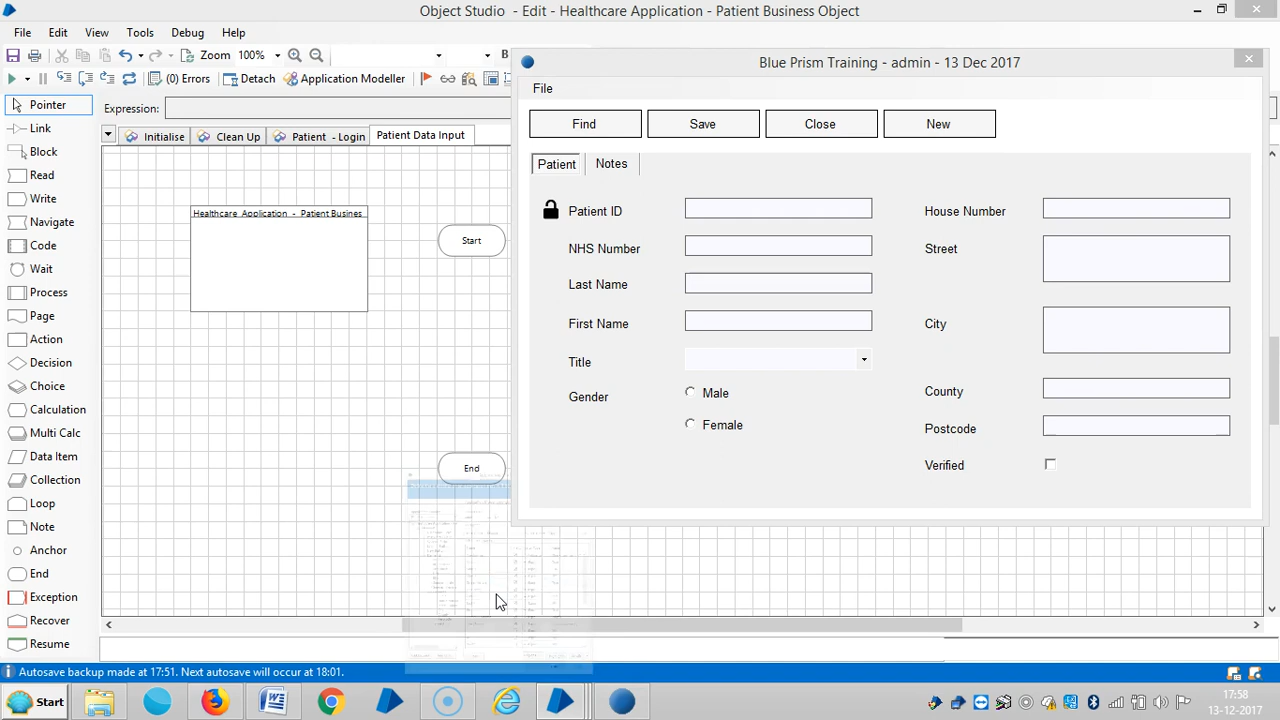 Object Studio - Edit - Healthcare Application - Patient Business Object
File Edit View Tools Debug Help
Zoom 100% B
(0) Errors Detach Application Modeller
Expression:
Initialise Clean Up Patient - Login Patient Data Input
Pointer
Link
Block
Read
Write
Navigate
Code
Wait
Process
Page
Action
Decision
Choice
Calculation
Multi Calc
Data Item
Collection
Loop
Note
Anchor
End
Exception
Recover
Resume
Healthcare Application - Patient Busines
Start
End
Blue Prism Training - admin - 13 Dec 2017
File
Find Save Close New
Patient Notes
Patient ID
NHS Number
Last Name
First Name
Title
Gender
Male
Female
House Number
Street
City
County
Postcode
Verified
Autosave backup made at 17:51. Next autosave will occur at 18:01.
Start
17:58
13-12-2017